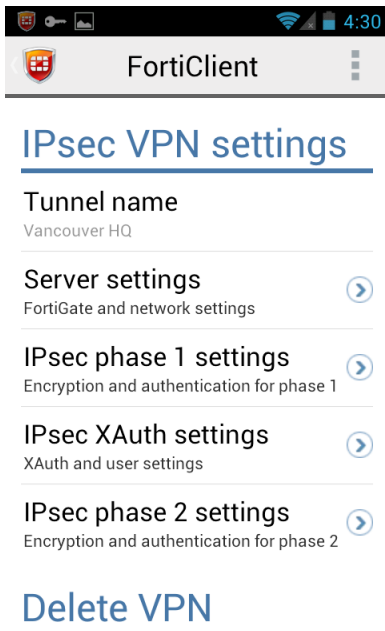 4:30
FortiClient
IPsec VPN settings
Tunnel name
Vancouver HQ
Server settings
FortiGate and network settings
IPsec phase 1 settings
Encryption and authentication for phase 1
IPsec XAuth settings
XAuth and user settings
IPsec phase 2 settings
Encryption and authentication for phase 2
Delete VPN